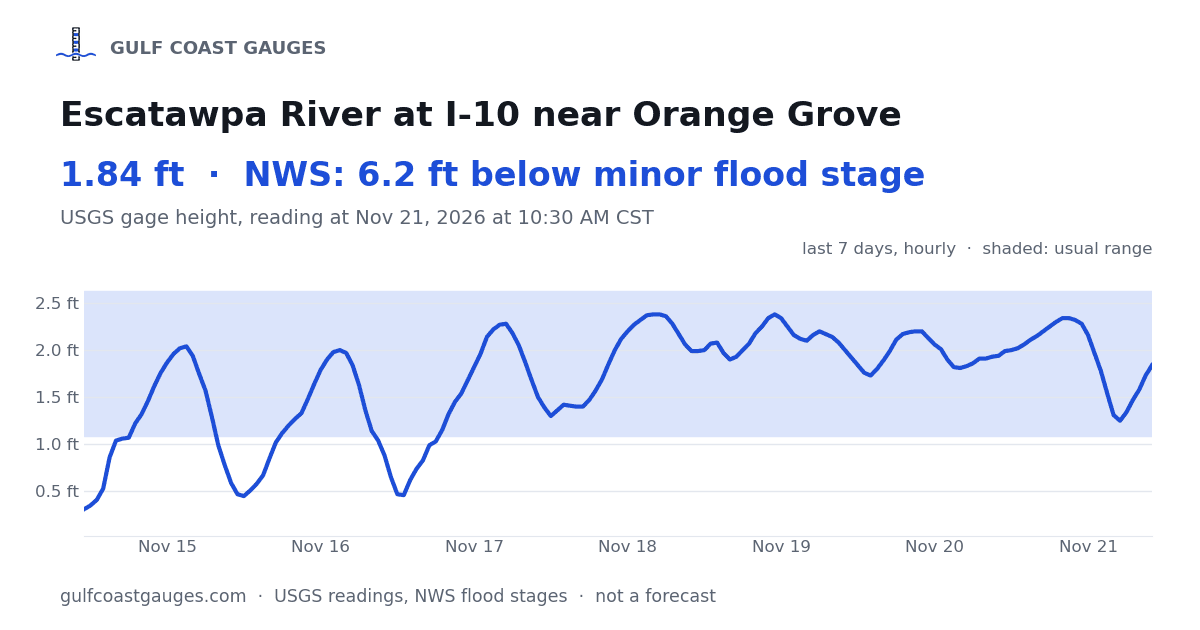 GULF COAST GAUGES
Escatawpa River at I-10 near Orange Grove
1.84 ft · NWS: 6.2 ft below minor flood stage
USGS gage height, reading at Nov 21, 2026 at 10:30 AM CST
last 7 days, hourly · shaded: usual range
2.5 ft
2.0 ft
1.5 ft
1.0 ft
0.5 ft
Nov 15 Nov 16 Nov 17 Nov 18 Nov 19 Nov 20 Nov 21
gulfcoastgauges.com · USGS readings, NWS flood stages · not a forecast